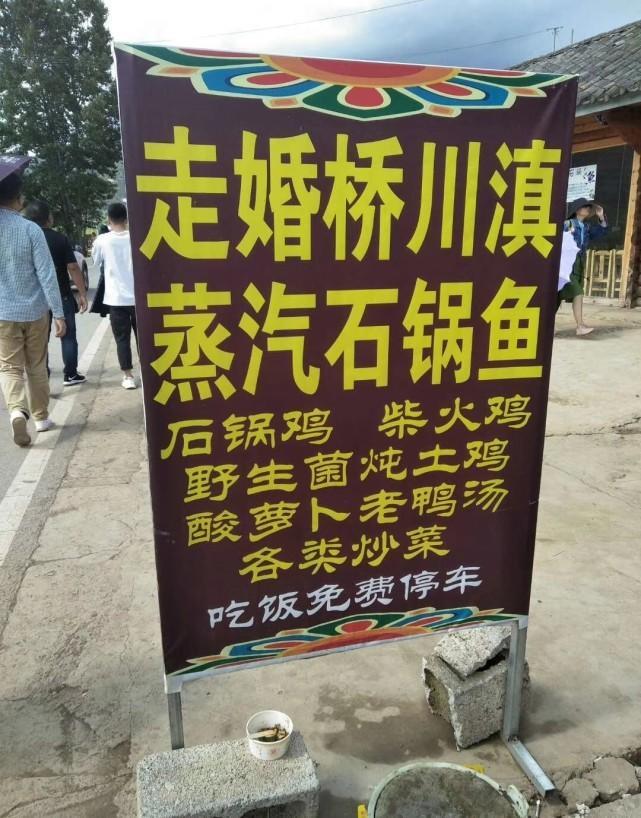 走婚桥川滇
蒸汽石锅鱼
石锅鸡 柴火鸡
野生菌炖土鸡
酸萝卜老鸭汤
各类炒菜
吃饭免费停车